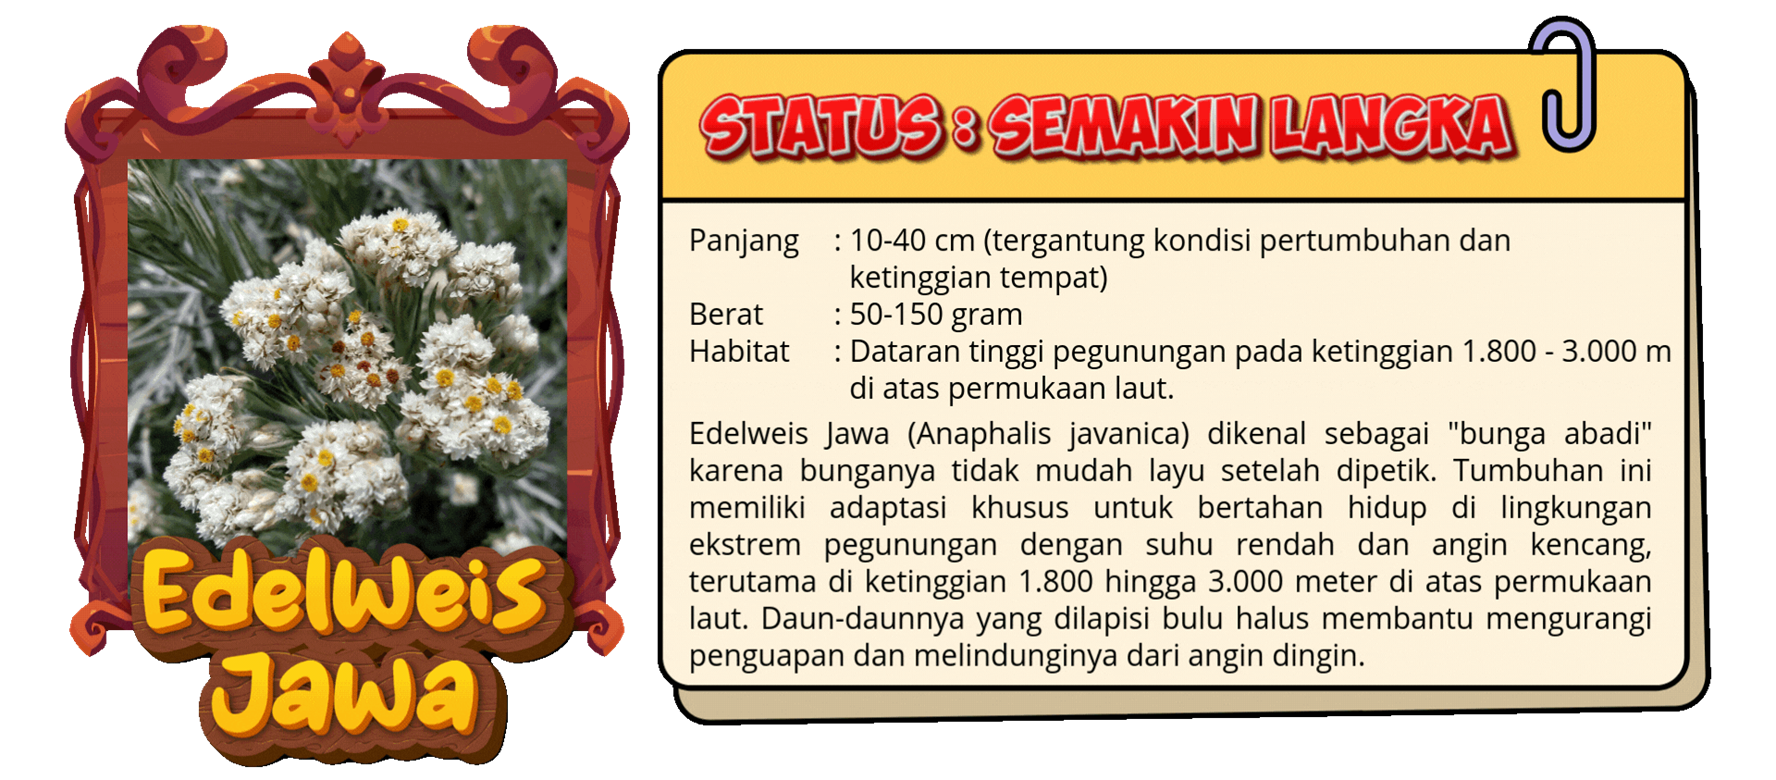 Edelweis
Jawa
STATUS : SEMAKIN LANGKA
Panjang : 10-40 cm (tergantung kondisi pertumbuhan dan
ketinggian tempat)
Berat : 50-150 gram
Habitat : Dataran tinggi pegunungan pada ketinggian 1.800 - 3.000 m
di atas permukaan laut.
Edelweis Jawa (Anaphalis javanica) dikenal sebagai "bunga abadi"
karena bunganya tidak mudah layu setelah dipetik. Tumbuhan ini
memiliki adaptasi khusus untuk bertahan hidup di lingkungan
ekstrem pegunungan dengan suhu rendah dan angin kencang,
terutama di ketinggian 1.800 hingga 3.000 meter di atas permukaan
laut. Daun-daunnya yang dilapisi bulu halus membantu mengurangi
penguapan dan melindunginya dari angin dingin.